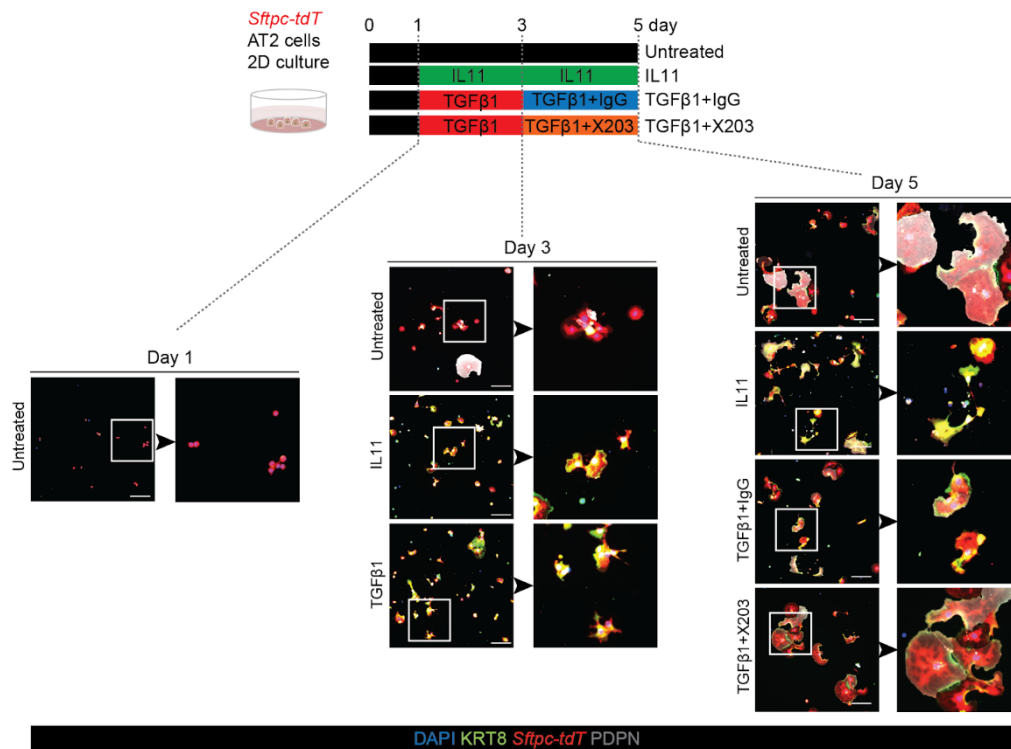 Sftpc-tdT
AT2 cells
2D culture
0 1 3 5 day
Untreated
IL11 IL11 IL11
TGFβ1 TGFβ1+IgG TGFβ1+IgG
TGFβ1 TGFβ1+X203 TGFβ1+X203
Day 1
Untreated
Day 3
Untreated
IL11
TGFβ1
Day 5
Untreated
IL11
TGFβ1+IgG
TGFβ1+X203
DAPI KRT8 Sftpc-tdT PDPN